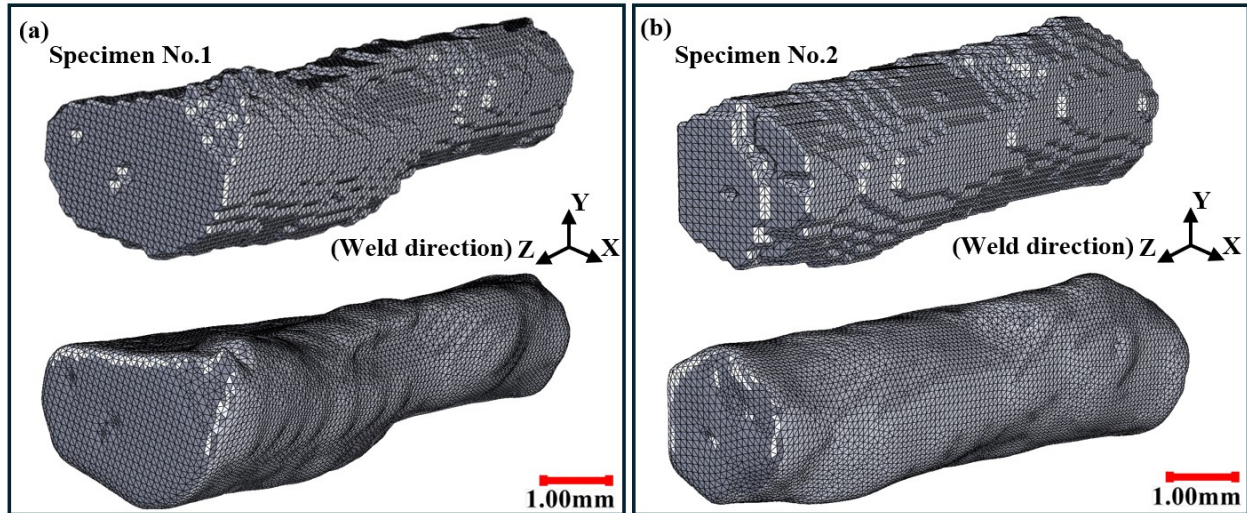 (a)
Specimen No.1
Y
(Weld direction) Z X
1.00mm
(b)
Specimen No.2
Y
(Weld direction) Z X
1.00mm